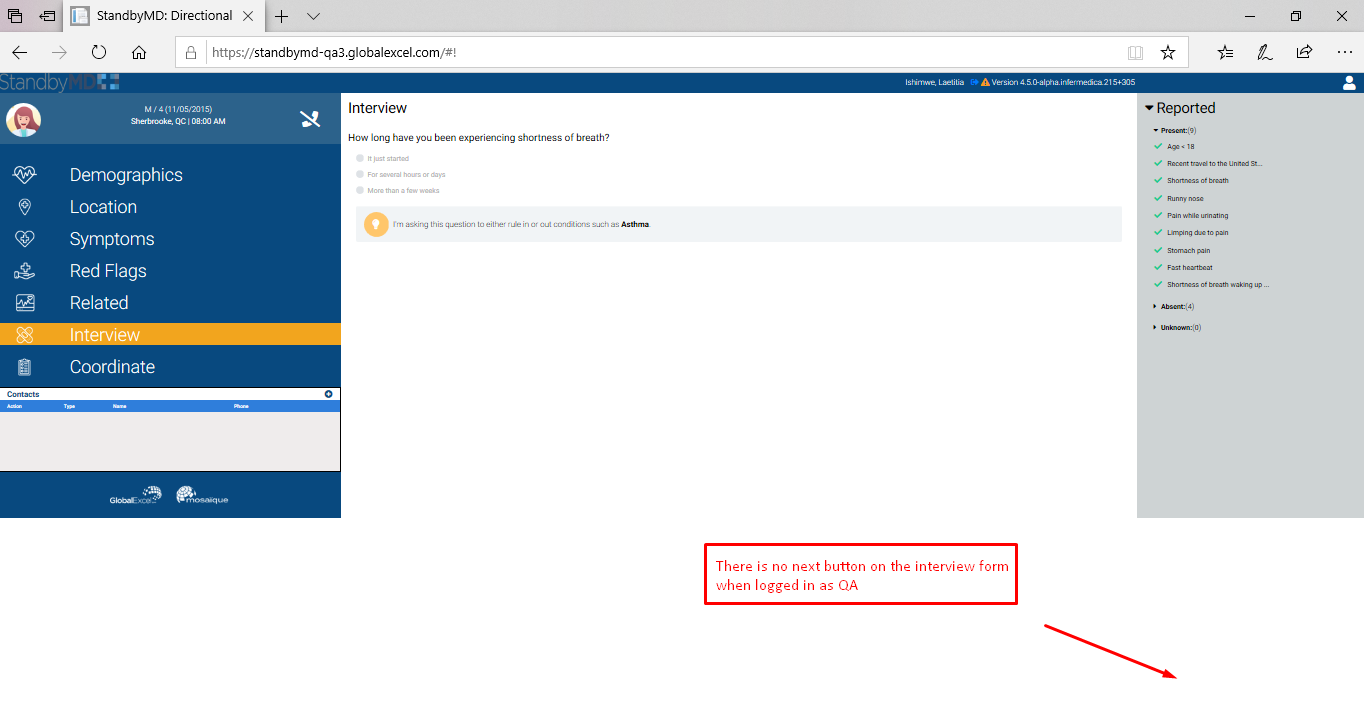 StandbyMD: Directional
https://standbymd-qa3.globalexcel.com/#!
StandbyMD
Ishimwe, Laetitia Version 4.5.0-alpha.infermedica.215+305
M / 4 (11/05/2015)
Sherbrooke, QC | 08:00 AM
Demographics
Location
Symptoms
Red Flags
Related
Interview
Coordinate
Contacts
Action Type Name Phone
GlobalExcel mosaïque
Interview
How long have you been experiencing shortness of breath?
It just started
For several hours or days
More than a few weeks
I'm asking this question to either rule in or out conditions such as Asthma.
Reported
Present:(9)
Age < 18
Recent travel to the United St...
Shortness of breath
Runny nose
Pain while urinating
Limping due to pain
Stomach pain
Fast heartbeat
Shortness of breath waking up ...
Absent:(4)
Unknown:(0)
There is no next button on the interview form
when logged in as QA